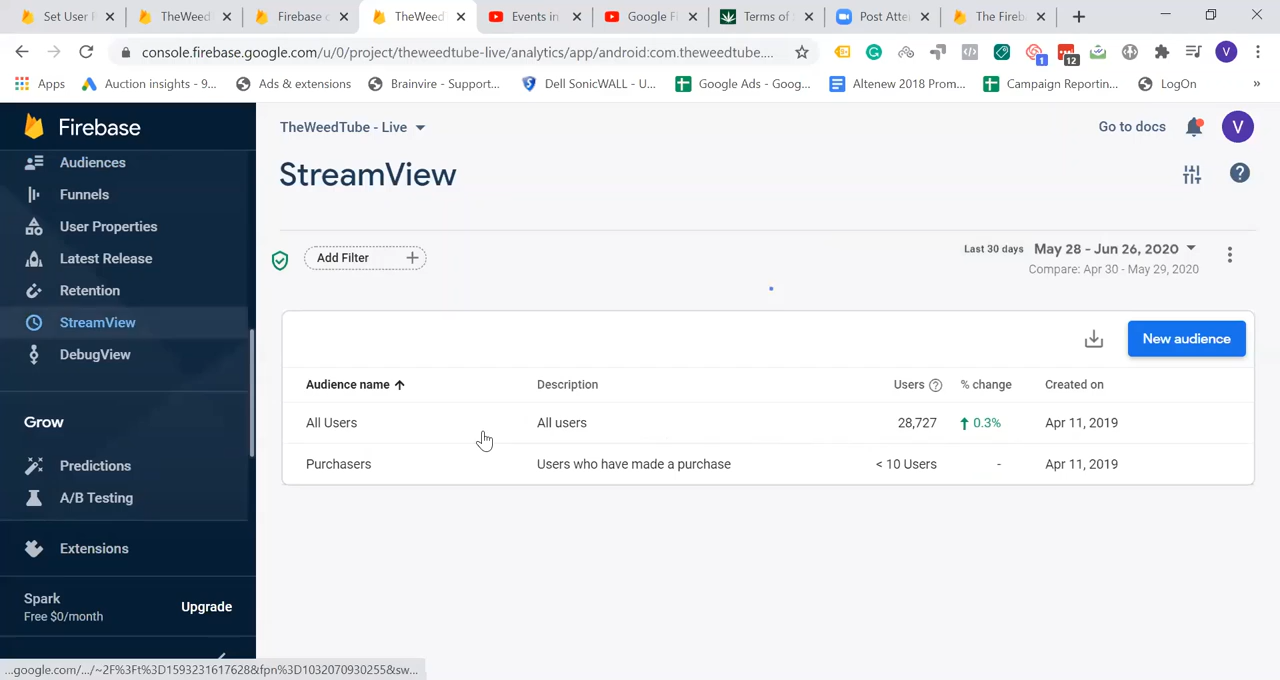 Set User P
TheWeed
Firebase c
TheWeed
Events in
Google Fi
Terms of S
Post Atte
The Fireb
console.firebase.google.com/u/0/project/theweedtube-live/analytics/app/android:com.theweedtube....
1
12
V
Apps
Auction insights - 9...
Ads & extensions
Brainvire - Support...
Dell SonicWALL - U...
Google Ads - Goog...
Altenew 2018 Prom...
Campaign Reportin...
LogOn
»
Firebase
TheWeedTube - Live
Go to docs
V
StreamView
Audiences
Funnels
User Properties
Latest Release
Retention
StreamView
DebugView
Grow
Predictions
A/B Testing
Extensions
Spark
Free $0/month
Upgrade
Add Filter
Last 30 days May 28 - Jun 26, 2020
Compare: Apr 30 - May 29, 2020
New audience
Audience name Description Users % change Created on
All Users All users 28,727 0.3% Apr 11, 2019
Purchasers Users who have made a purchase < 10 Users - Apr 11, 2019
...google.com/.../~2F%3Ft%3D1593231617628&fpn%3D1032070930255&sw...